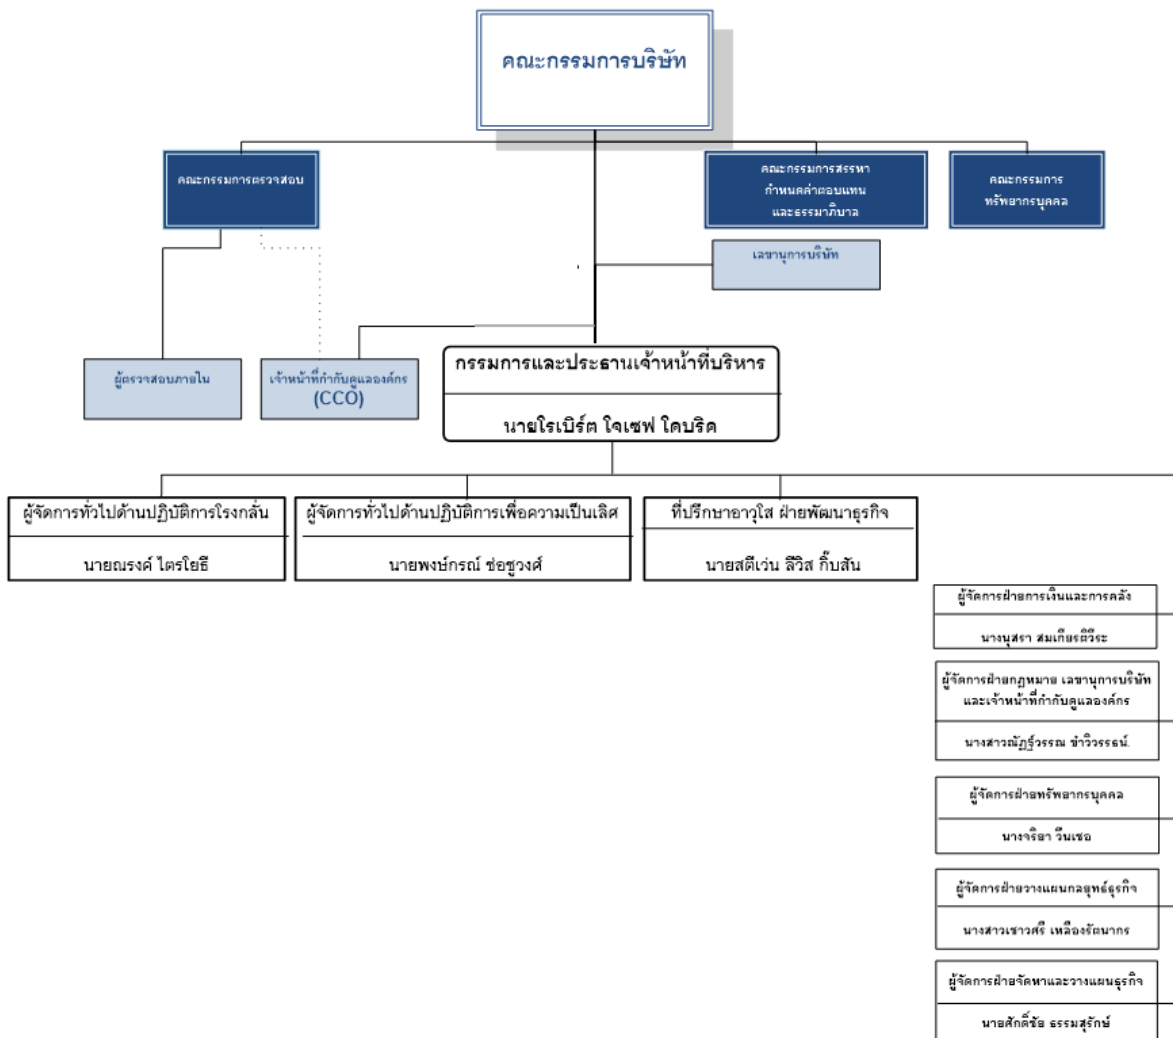 คณะกรรมการบริษัท
คณะกรรมการตรวจสอบ
คณะกรรมการสรรหา
กำหนดค่าตอบแทน
และธรรมาภิบาล
คณะกรรมการ
ทรัพยากรบุคคล
เลขานุการบริษัท
ผู้ตรวจสอบภายใน
เจ้าหน้าที่กำกับดูแลองค์กร
(CCO)
กรรมการและประธานเจ้าหน้าที่บริหาร
นายโรเบิร์ต โจเซฟ โดบริค
ผู้จัดการทั่วไปด้านปฏิบัติการโรงกลั่น
นายณรงค์ ไตรโยธี
ผู้จัดการทั่วไปด้านปฏิบัติการเพื่อความเป็นเลิศ
นายพงษ์กรณ์ ช่อชูวงศ์
ที่ปรึกษาอาวุโส ฝ่ายพัฒนาธุรกิจ
นายสตีเว่น ลีวิส กิ๊บสัน
ผู้จัดการฝ่ายการเงินและการคลัง
นางนุสรา สมเกียรติวีระ
ผู้จัดการฝ่ายกฎหมาย เลขานุการบริษัท
และเจ้าหน้าที่กำกับดูแลองค์กร
นางสาวณัฏฐ์วรรณ ขำวิวรรธน์.
ผู้จัดการฝ่ายทรัพยากรบุคคล
นางจริยา วีนเชอ
ผู้จัดการฝ่ายวางแผนกลยุทธ์ธุรกิจ
นางสาวเชาวศรี เหลืองรัตนากร
ผู้จัดการฝ่ายจัดหาและวางแผนธุรกิจ
นายศักดิ์ชัย ธรรมสุรักษ์